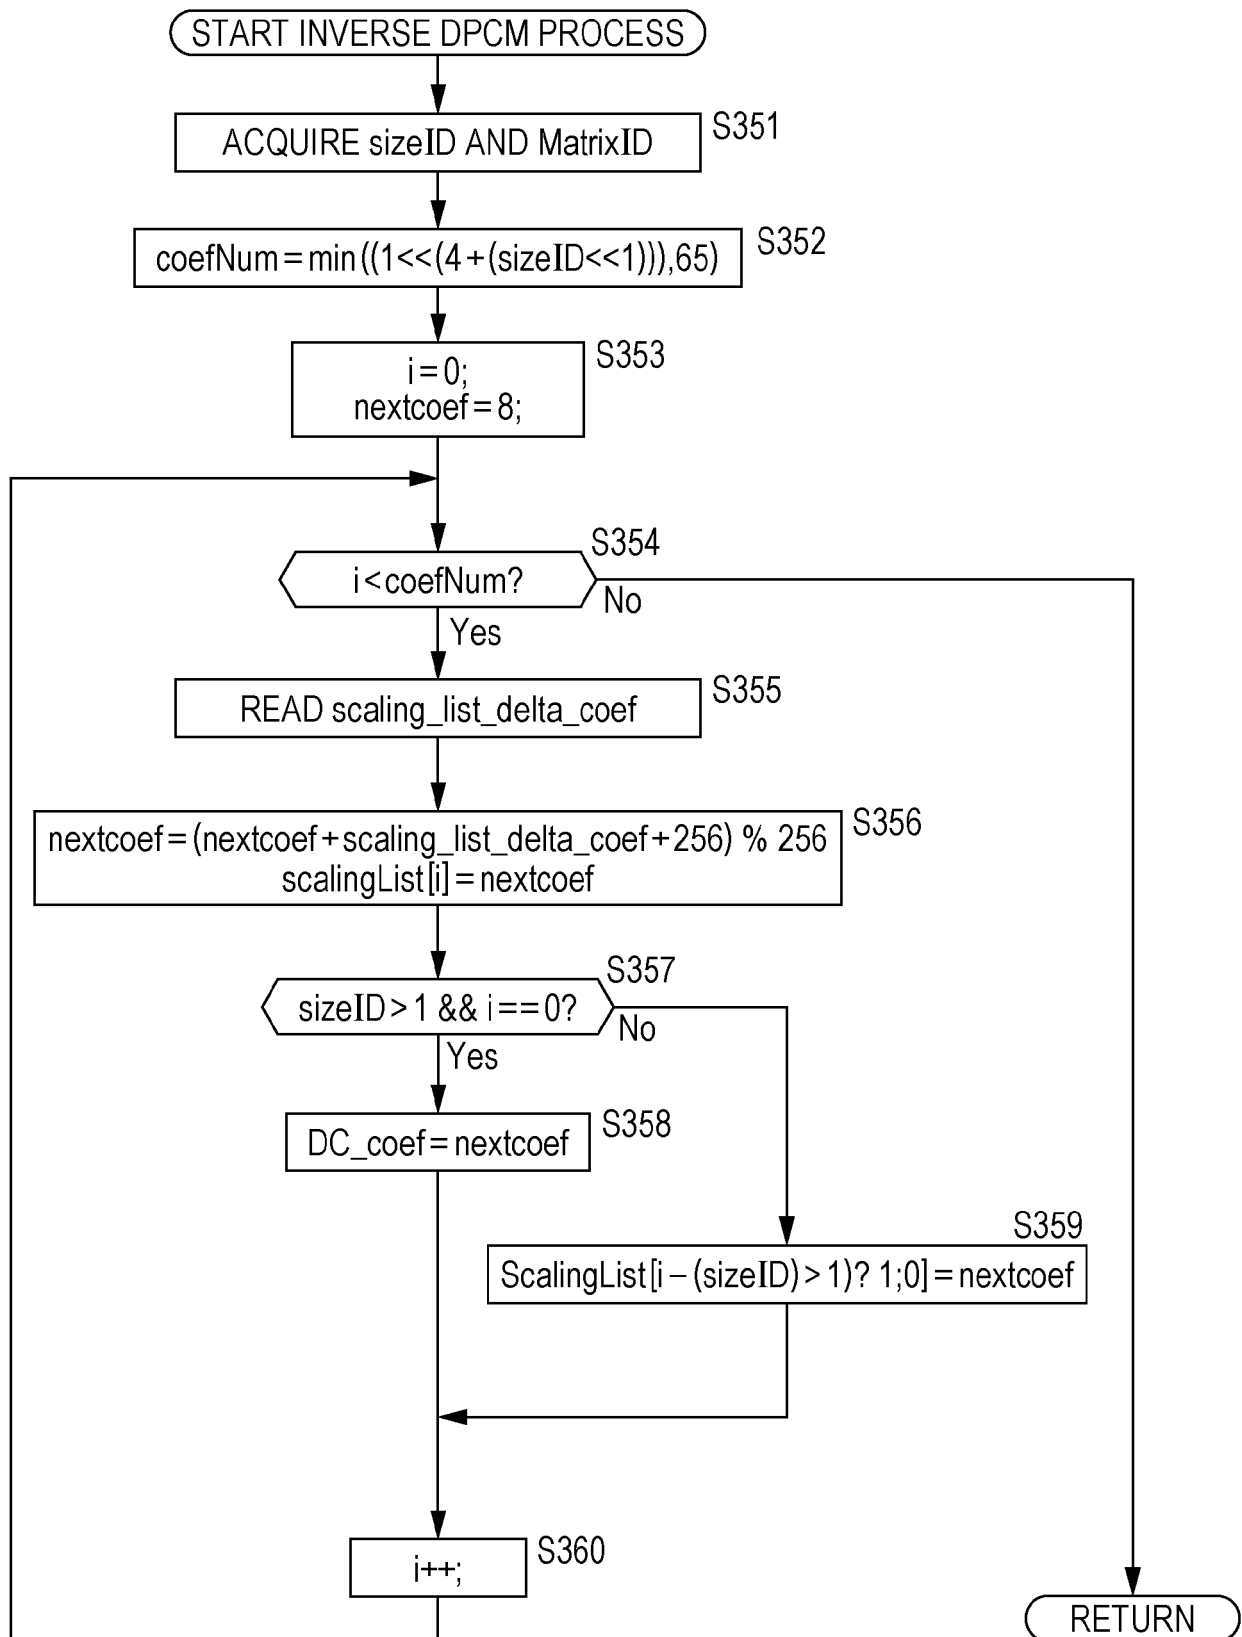 START INVERSE DPCM PROCESS
S351
ACQUIRE sizeID AND MatrixID
S352
coefNum=min((1<<(4+(sizeID<<1))),65)
S353
i=0;
nextcoef=8;
S354
i<coefNum?
No
Yes
S355
READ scaling_list_delta_coef
S356
nextcoef=(nextcoef+scaling_list_delta_coef+256) % 256
scalingList[i]=nextcoef
S357
sizeID>1 && i==0?
No
Yes
S358
DC_coef=nextcoef
S359
ScalingList[i-(sizeID)>1)? 1;0]=nextcoef
S360
i++;
RETURN